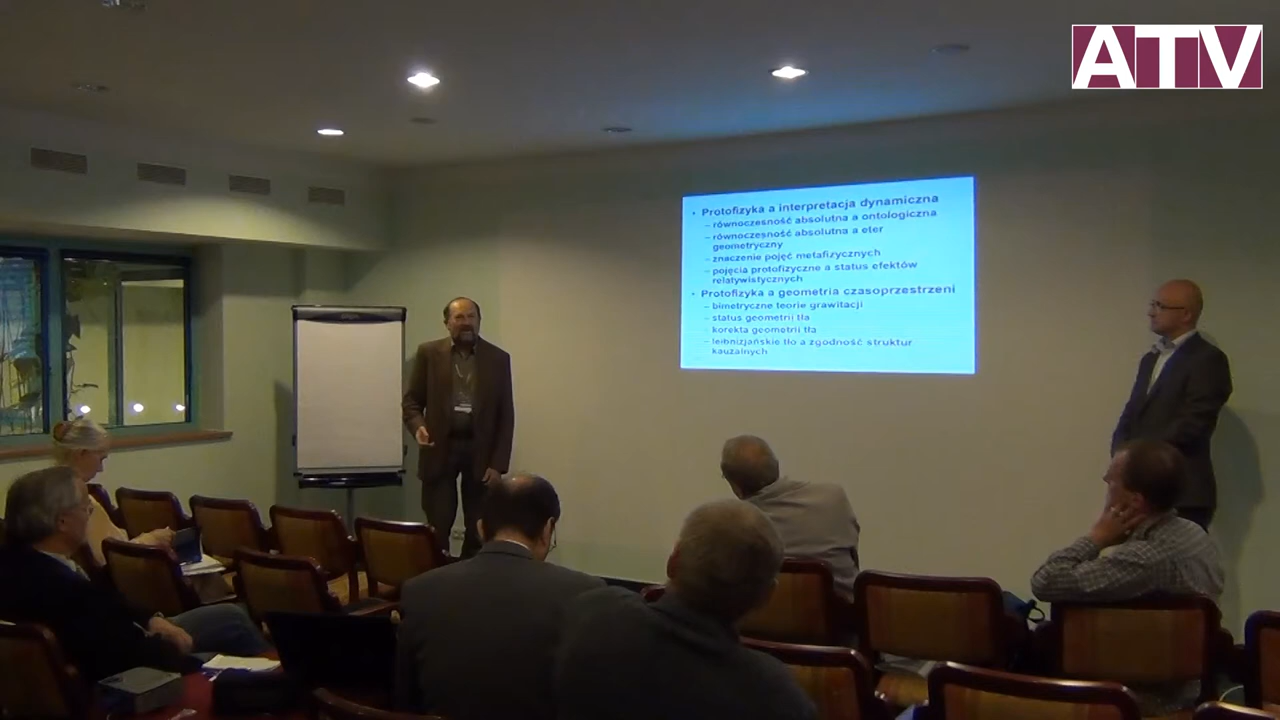 ATV
• Protofizyka a interpretacja dynamiczna
– równoczesność absolutna a ontologiczna
– równoczesność absolutna a eter
geometryczny
– znaczenie pojęć metafizycznych
– pojęcia protofizyczne a status efektów
relatywistycznych
• Protofizyka a geometria czasoprzestrzeni
– bimetryczne teorie grawitacji
– status geometrii tła
– korekta geometrii tła
– leibnizjańskie tło a zgodność struktur
kauzalnych